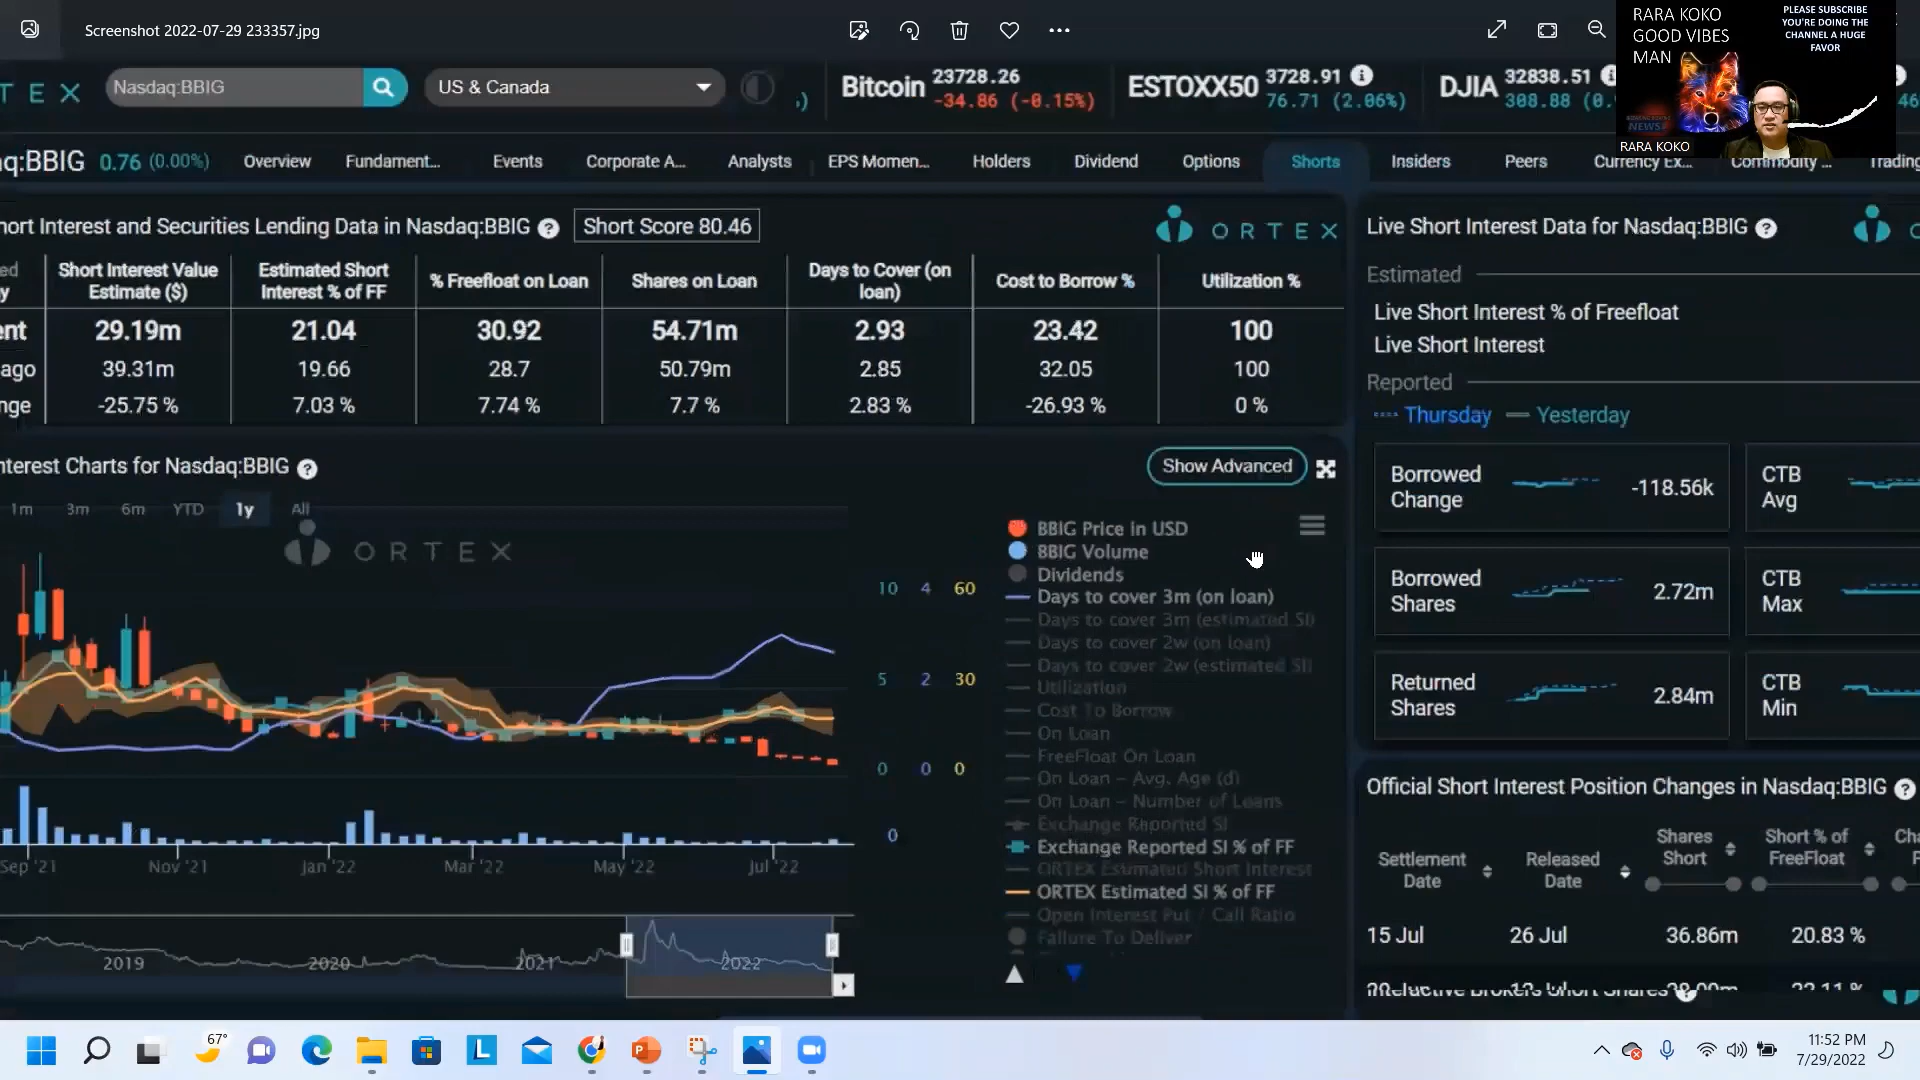 Screenshot 2022-07-29 233357.jpg
RARA KOKO
GOOD VIBES
MAN
PLEASE SUBSCRIBE
YOU'RE DOING THE
CHANNEL A HUGE
FAVOR
NEWS
RARA KOKO
T E X
Nasdaq:BBIG
US & Canada
Bitcoin 23728.26
-34.86 (-0.15%)
ESTOXX50 3728.91
76.71 (2.06%)
DJIA 32838.51
308.88 (0.
46
q:BBIG 0.76 (0.00%) Overview Fundament... Events Corporate A... Analysts EPS Momen... Holders Dividend Options Shorts Insiders Peers Currency Ex... Commodity ... Trading
hort Interest and Securities Lending Data in Nasdaq:BBIG
Short Score 80.46
ORTEX
ed
y
Short Interest Value Estimate ($)
Estimated Short Interest % of FF
% Freefloat on Loan
Shares on Loan
Days to Cover (on loan)
Cost to Borrow %
Utilization %
ent 29.19m 21.04 30.92 54.71m 2.93 23.42 100
ago 39.31m 19.66 28.7 50.79m 2.85 32.05 100
nge -25.75 % 7.03 % 7.74 % 7.7 % 2.83 % -26.93 % 0 %
nterest Charts for Nasdaq:BBIG
Show Advanced
1m 3m 6m YTD 1y All
ORTEX
10 4 60
5 2 30
0 0 0
0
Sep '21 Nov '21 Jan '22 Mar '22 May '22 Jul '22
2019 2020 2021 2022
BBIG Price in USD
BBIG Volume
Dividends
Days to cover 3m (on loan)
Days to cover 3m (estimated SI)
Days to cover 2w (on loan)
Days to cover 2w (estimated SI)
Utilization
Cost To Borrow
On Loan
FreeFloat On Loan
On Loan - Avg. Age (d)
On Loan - Number of Loans
Exchange Reported SI
Exchange Reported SI % of FF
ORTEX Estimated Short Interest
ORTEX Estimated SI % of FF
Open Interest Put / Call Ratio
Failure To Deliver
Live Short Interest Data for Nasdaq:BBIG
Estimated
Live Short Interest % of Freefloat
Live Short Interest
Reported
Thursday Yesterday
Borrowed Change -118.56k
CTB Avg
Borrowed Shares 2.72m
CTB Max
Returned Shares 2.84m
CTB Min
Official Short Interest Position Changes in Nasdaq:BBIG
Settlement Date
Released Date
Shares Short
Short % of FreeFloat
15 Jul 26 Jul 36.86m 20.83 %
67°
11:52 PM
7/29/2022